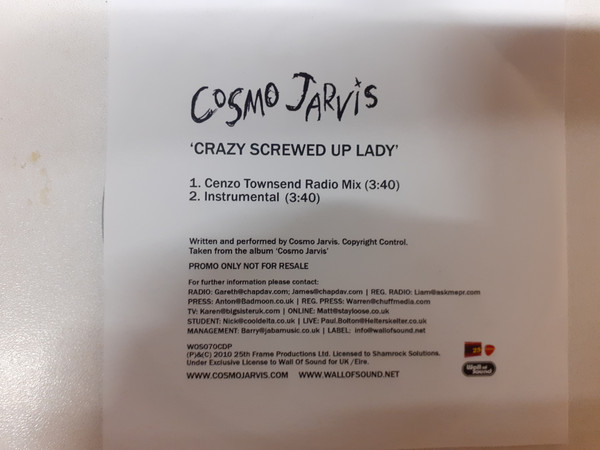 COSMO JARVIS
‘CRAZY SCREWED UP LADY’
1. Cenzo Townsend Radio Mix (3:40)
2. Instrumental (3:40)
Written and performed by Cosmo Jarvis. Copyright Control.
Taken from the album ‘Cosmo Jarvis’
PROMO ONLY NOT FOR RESALE
For further information please contact:
RADIO: Gareth@chapdav.com; James@chapdav.com | REG. RADIO: Liam@askmepr.com
PRESS: Anton@Badmoon.co.uk | REG. PRESS: Warren@chuffmedia.com
TV: Karen@bigsisteruk.com | ONLINE: Matt@stayloose.co.uk
STUDENT: Nick@cooldelta.co.uk | LIVE: Paul.Bolton@Helterskelter.co.uk
MANAGEMENT: Barry@jabamusic.co.uk | LABEL: info@wallofsound.net
WOS070CDP
(P)&(C) 2010 25th Frame Productions Ltd. Licensed to Shamrock Solutions.
Under Exclusive License to Wall Of Sound for UK/Eire.
WWW.COSMOJARVIS.COM WWW.WALLOFSOUND.NET
Wall of Sound